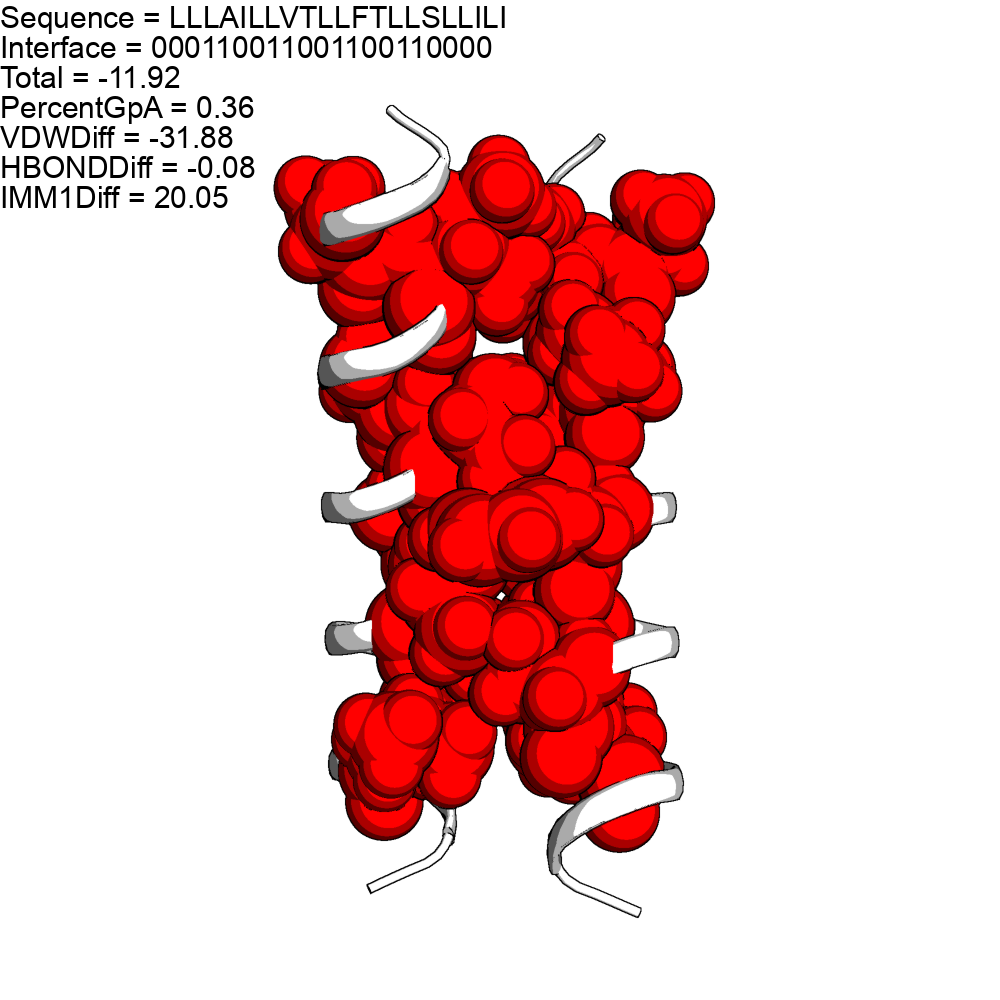 Sequence = LLLAILLVTLLFTLLSLLILI
Interface = 000110011001100110000
Total = -11.92
PercentGpA = 0.36
VDWDiff = -31.88
HBONDDiff = -0.08
IMM1Diff = 20.05